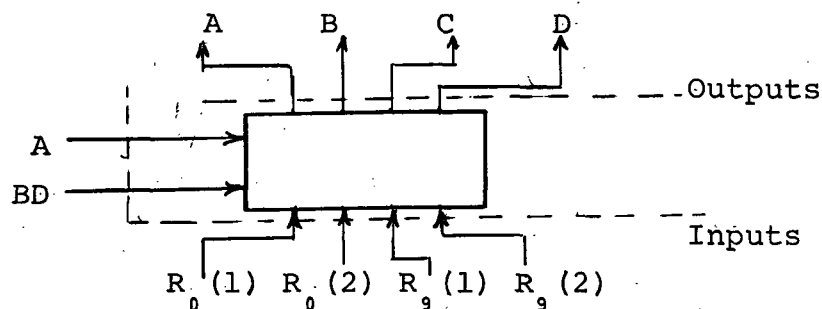 A B C D
Outputs
A
BD
Inputs
R₀(1) R₀(2) R₉(1) R₉(2)